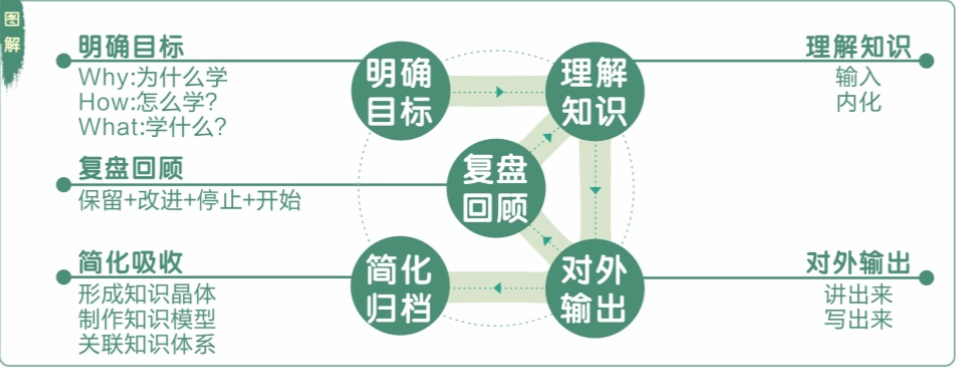 图
解
明确目标
Why:为什么学
How:怎么学?
What:学什么?
复盘回顾
保留+改进+停止+开始
简化吸收
形成知识晶体
制作知识模型
关联知识体系
明确
目标
理解
知识
复盘
回顾
简化
归档
对外
输出
理解知识
输入
内化
对外输出
讲出来
写出来